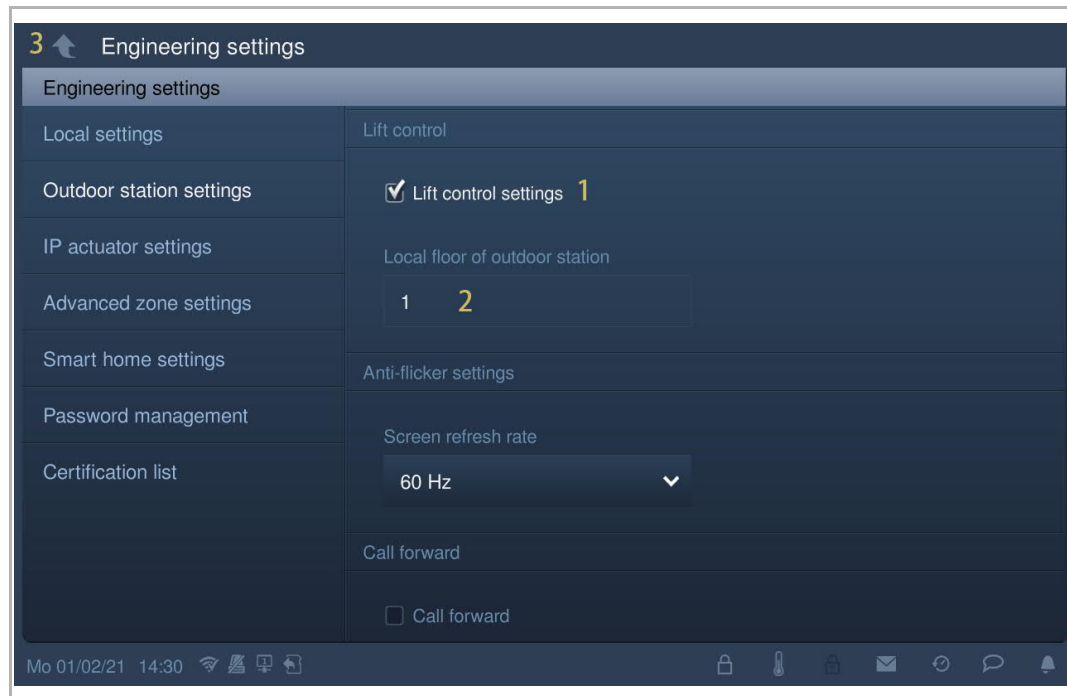 3 Engineering settings
Engineering settings
Local settings
Outdoor station settings
IP actuator settings
Advanced zone settings
Smart home settings
Password management
Certification list
Lift control
Lift control settings 1
Local floor of outdoor station
1 2
Anti-flicker settings
Screen refresh rate
60 Hz
Call forward
Call forward
Mo 01/02/21 14:30